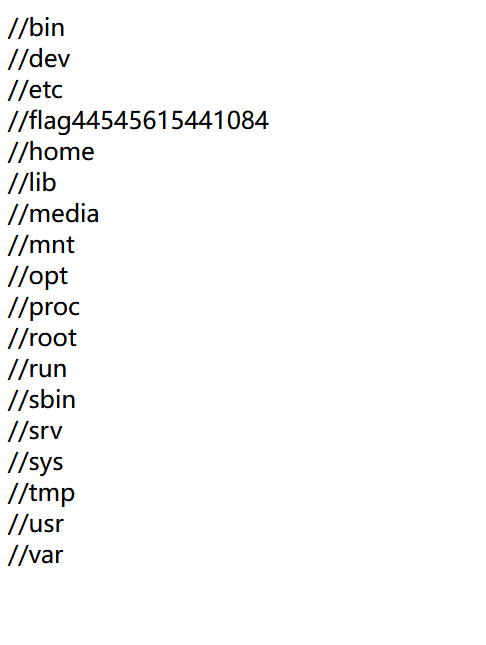 //bin
//dev
//etc
//flag44545615441084
//home
//lib
//media
//mnt
//opt
//proc
//root
//run
//sbin
//srv
//sys
//tmp
//usr
//var